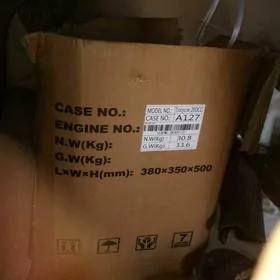 MODEL NO.:
CASE NO.: A127
N.W(Kg) 30.8
G.W(Kg) 33.6
CASE NO.:
ENGINE NO.:
N.W(Kg):
G.W(Kg):
L×W×H(mm): 380×350×500
7